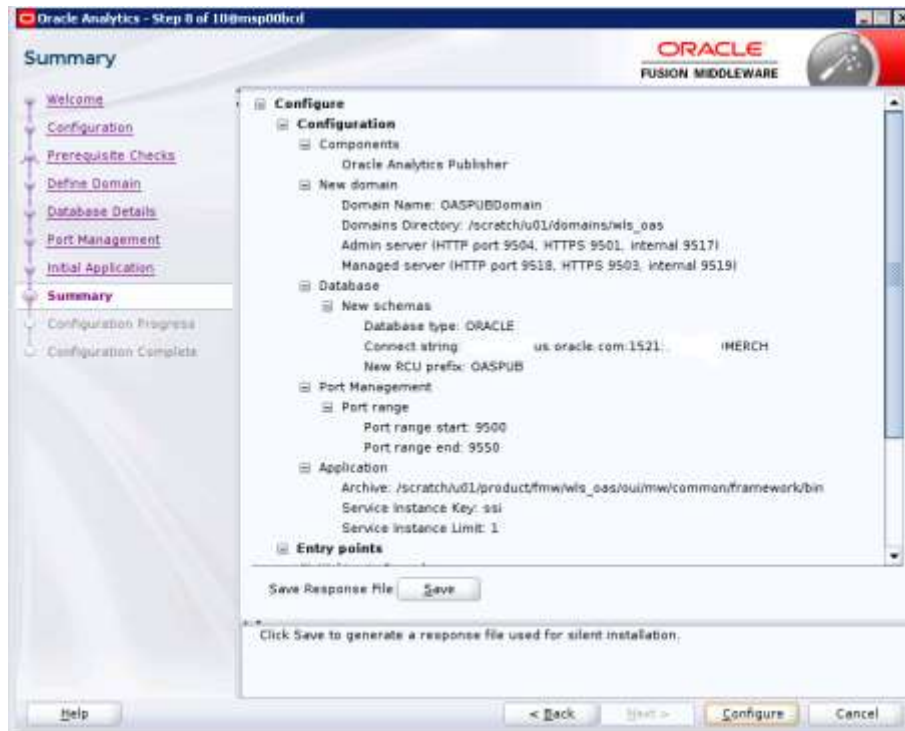 Oracle Analytics - Step 8 of 10@msp00bcd
Summary
ORACLE
FUSION MIDDLEWARE
Welcome
Configuration
Prerequisite Checks
Define Domain
Database Details
Port Management
Initial Application
Summary
Configuration Progress
Configuration Complete
Configure
Configuration
Components
Oracle Analytics Publisher
New domain
Domain Name: OASPUBDomain
Domains Directory: /scratch/u01/domains/wls_oas
Admin server (HTTP port 9504, HTTPS 9501, internal 9517)
Managed server (HTTP port 9518, HTTPS 9503, internal 9519)
Database
New schemas
Database type: ORACLE
Connect string: us.oracle.com:1521: MERCH
New RCU prefix: OASPUB
Port Management
Port range
Port range start: 9500
Port range end: 9550
Application
Archive: /scratch/u01/product/fmw/wls_oas/oui/mw/common/framework/bin
Service Instance Key: ssi
Service Instance Limit: 1
Entry points
Save Response File Save
Click Save to generate a response file used for silent installation.
Help < Back Next > Configure Cancel